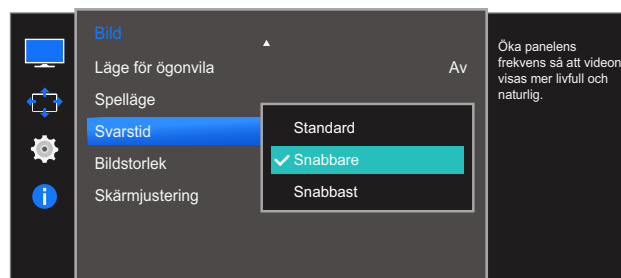 Bild
Läge för ögonvila Av
Spelläge
Svarstid
Bildstorlek
Skärmjustering
Standard
Snabbare
Snabbast
Öka panelens
frekvens så att videon
visas mer livfull och
naturlig.